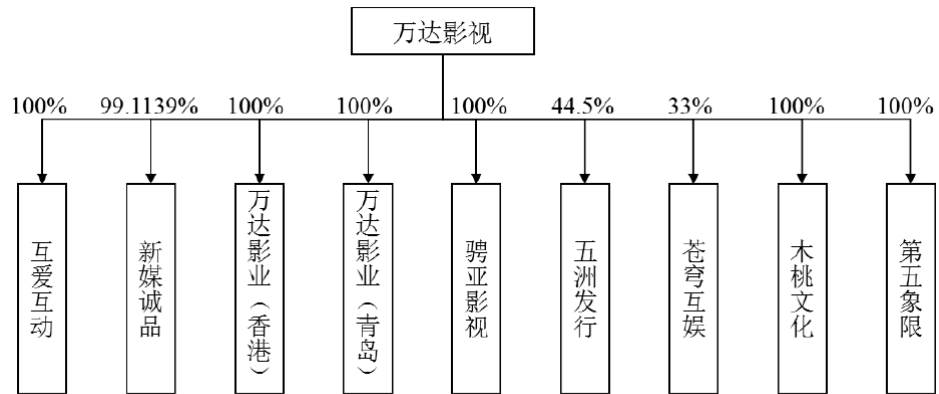 万达影视
100% 99.1139% 100% 100% 100% 44.5% 33% 100% 100%
互爱互动
新媒诚品
万达影业（香港）
万达影业（青岛）
骋亚影视
五洲发行
苍穹互娱
木桃文化
第五象限